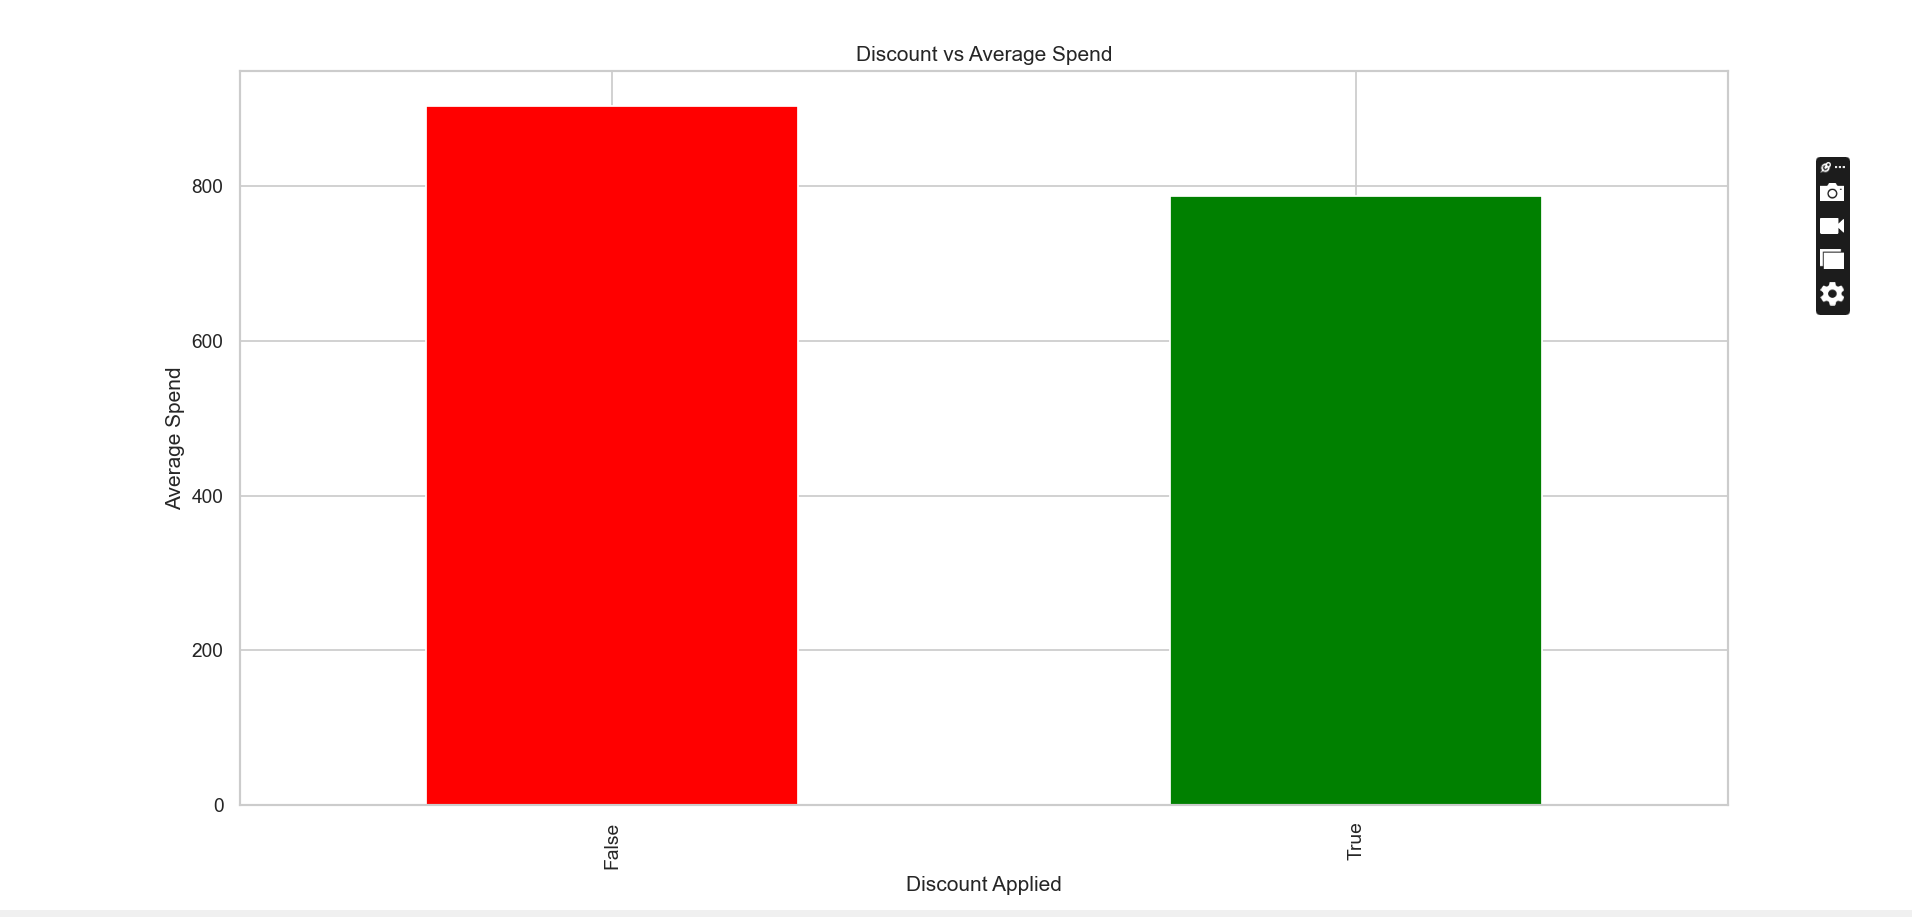 Discount vs Average Spend
800
600
400
200
0
Average Spend
False
True
Discount Applied